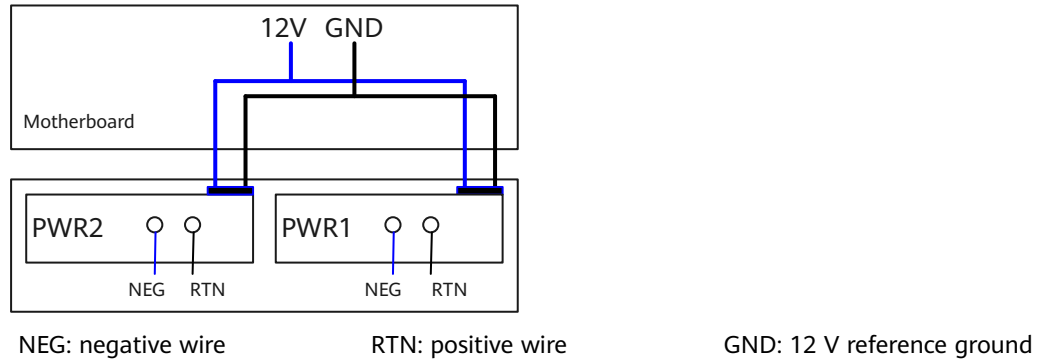 12V GND
Motherboard
PWR2 PWR1
NEG RTN NEG RTN
NEG: negative wire RTN: positive wire GND: 12 V reference ground